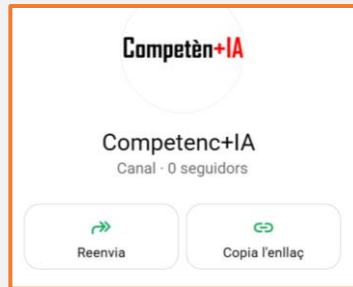 Competèn+IA
Competenc+IA
Canal · 0 seguidors
Reenvia
Copia l'enllaç